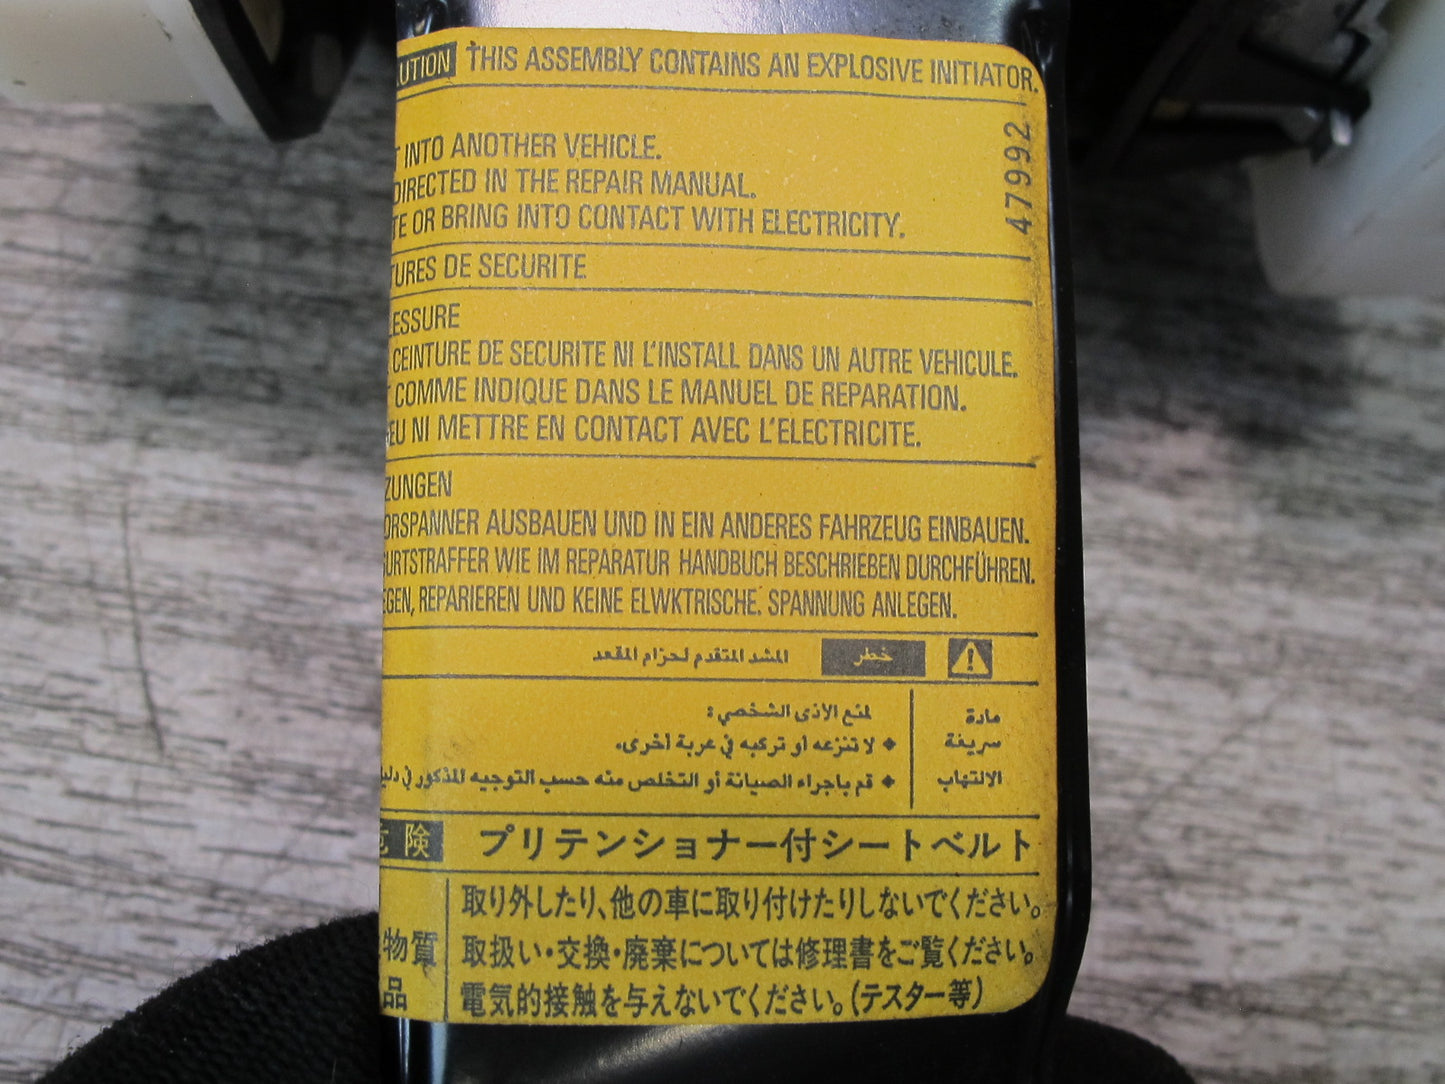 UTION THIS ASSEMBLY CONTAINS AN EXPLOSIVE INITIATOR.
47992
T INTO ANOTHER VEHICLE.
DIRECTED IN THE REPAIR MANUAL.
TE OR BRING INTO CONTACT WITH ELECTRICITY.
TURES DE SECURITE
LESSURE
CEINTURE DE SECURITE NI L'INSTALL DANS UN AUTRE VEHICULE.
T COMME INDIQUE DANS LE MANUEL DE REPARATION.
FEU NI METTRE EN CONTACT AVEC L'ELECTRICITE.
ZUNGEN
ORSPANNER AUSBAUEN UND IN EIN ANDERES FAHRZEUG EINBAUEN.
GURTSTRAFFER WIE IM REPARATUR HANDBUCH BESCHRIEBEN DURCHFÜHREN.
EGEN, REPARIEREN UND KEINE ELWKTRISCHE. SPANNUNG ANLEGEN.
خطر المشد المتقدم لحزام المقعد
مادة
سريعة
الالتهاب
لمنع الاذى الشخصي :
◆ لا تنزعه أو تركبه في عربة أخرى.
◆ قم باجراء الصيانة أو التخلص منه حسب التوجيه المذكور في دليل
危険 プリテンショナー付シートベルト
物質
品
取り外したり、他の車に取り付けたりしないでください。
取扱い・交換・廃棄については修理書をご覧ください。
電気的接触を与えないでください。(テスター等)